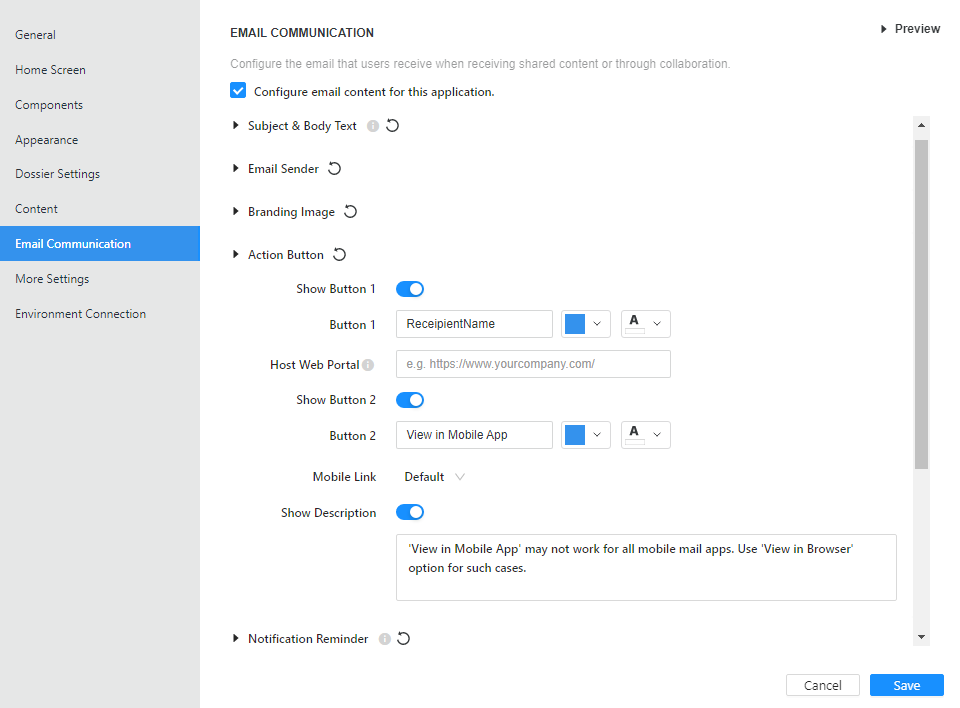 General
Home Screen
Components
Appearance
Dossier Settings
Content
Email Communication
More Settings
Environment Connection
EMAIL COMMUNICATION
Preview
Configure the email that users receive when receiving shared content or through collaboration.
Configure email content for this application.
Subject & Body Text
Email Sender
Branding Image
Action Button
Show Button 1
Button 1 ReceipientName A
Host Web Portal e.g. https://www.yourcompany.com/
Show Button 2
Button 2 View in Mobile App A
Mobile Link Default
Show Description
'View in Mobile App' may not work for all mobile mail apps. Use 'View in Browser'
option for such cases.
Notification Reminder
Cancel Save